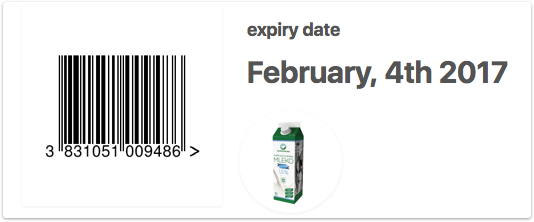 3 831051 009486 >
expiry date
February, 4th 2017
MLEKO